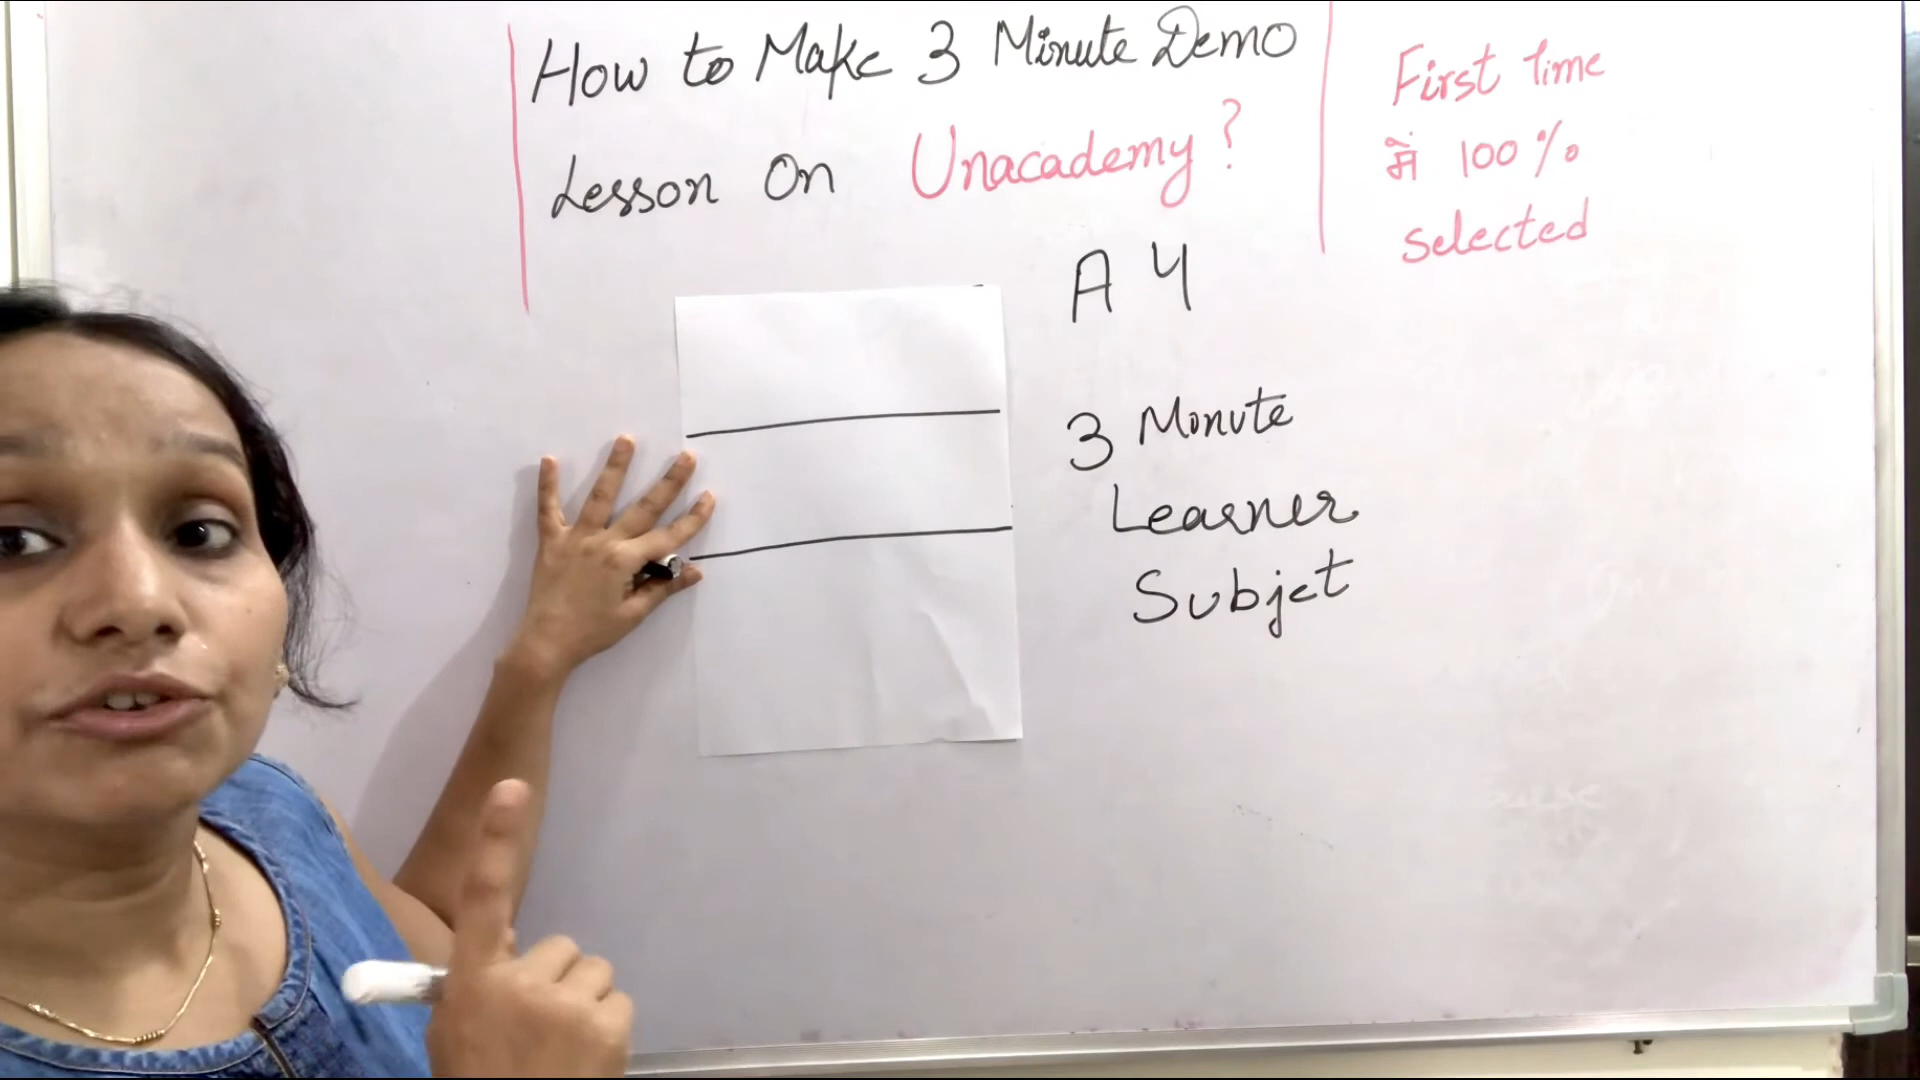 How to Make 3 Minute Demo
Lesson On Unacademy?
First time
में 100%
selected
A4
3 Minute
Learner
Subjct